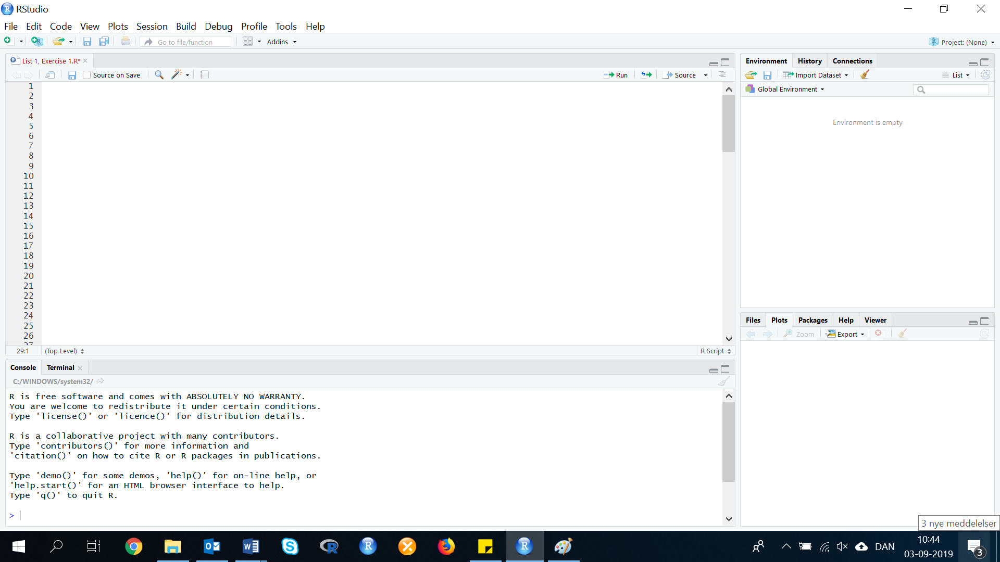 RStudio
File Edit Code View Plots Session Build Debug Profile Tools Help
Go to file/function Addins Project: (None)
List 1, Exercise 1.R*
Source on Save Run Source
1
2
3
4
5
6
7
8
9
10
11
12
13
14
15
16
17
18
19
20
21
22
23
24
25
26
27
29:1 (Top Level) R Script
Console Terminal
C:/WINDOWS/system32/
R is free software and comes with ABSOLUTELY NO WARRANTY.
You are welcome to redistribute it under certain conditions.
Type 'license()' or 'licence()' for distribution details.
R is a collaborative project with many contributors.
Type 'contributors()' for more information and
'citation()' on how to cite R or R packages in publications.
Type 'demo()' for some demos, 'help()' for on-line help, or
'help.start()' for an HTML browser interface to help.
Type 'q()' to quit R.
>
Environment History Connections
Import Dataset List
Global Environment
Environment is empty
Files Plots Packages Help Viewer
Zoom Export
3 nye meddelelser
DAN
10:44
03-09-2019
3